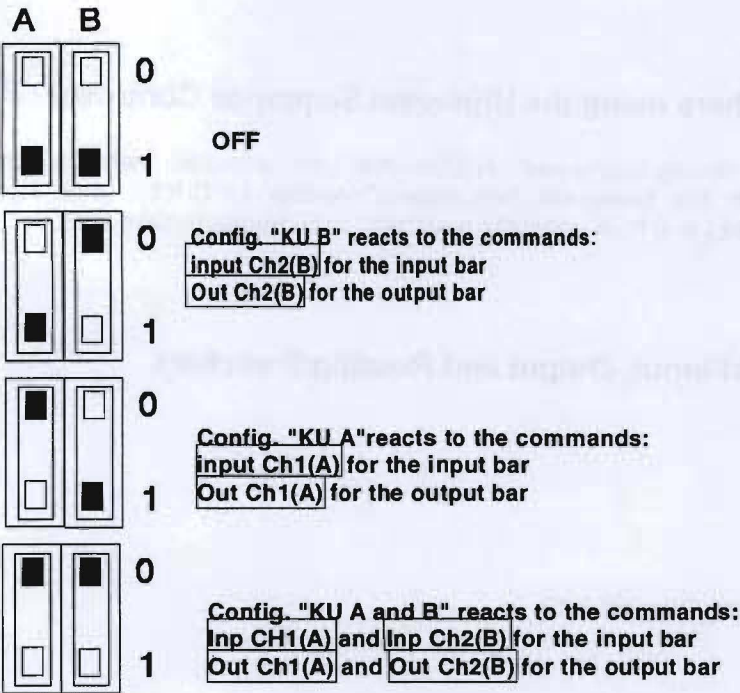 A B
0
OFF
1
0
Config. "KU B" reacts to the commands:
input Ch2(B) for the input bar
Out Ch2(B) for the output bar
1
0
Config. "KU A"reacts to the commands:
input Ch1(A) for the input bar
1 Out Ch1(A) for the output bar
0
Config. "KU A and B" reacts to the commands:
Inp CH1(A) and Inp Ch2(B) for the input bar
1 Out Ch1(A) and Out Ch2(B) for the output bar